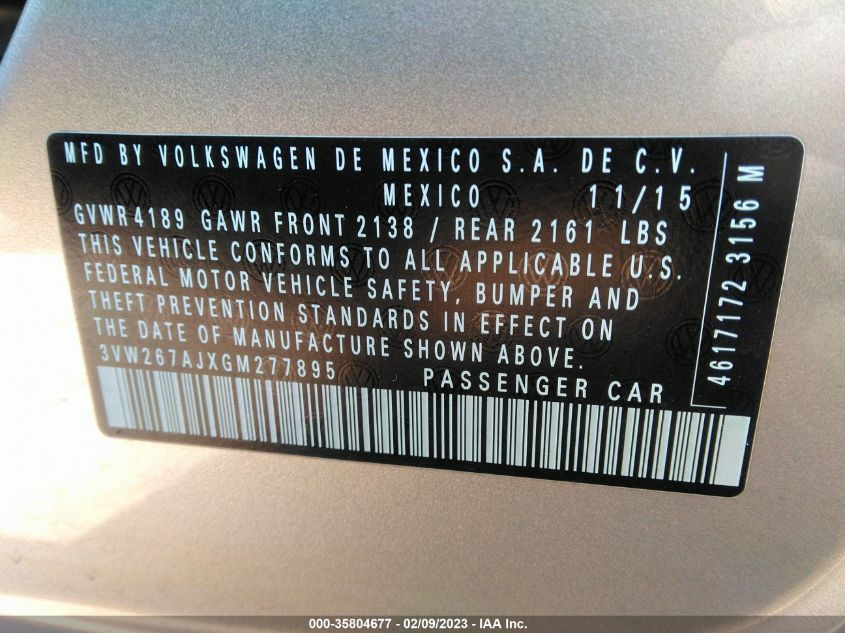 MFD BY VOLKSWAGEN DE MEXICO S.A. DE C.V.
MEXICO 11/15
GVWR 4189 GAWR FRONT 2138 / REAR 2161 LBS
THIS VEHICLE CONFORMS TO ALL APPLICABLE U.S.
FEDERAL MOTOR VEHICLE SAFETY, BUMPER AND
THEFT PREVENTION STANDARDS IN EFFECT ON
THE DATE OF MANUFACTURE SHOWN ABOVE.
3VW267AJXGM277895 PASSENGER CAR
4617172 3156 M
000-35804677 - 02/09/2023 - IAA Inc.